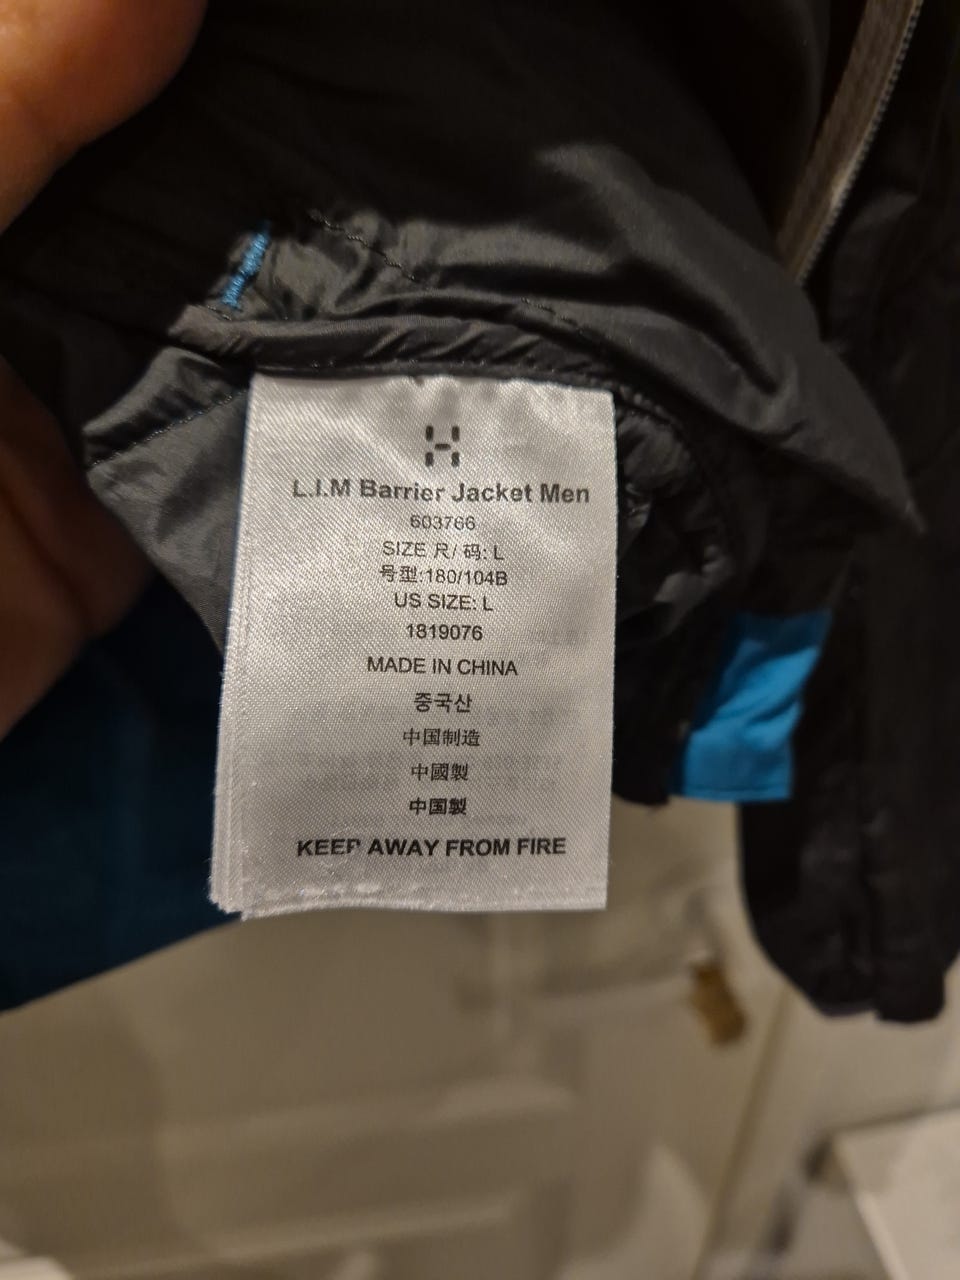 L.I.M Barrier Jacket Men
603766
SIZE 尺/ 码: L
号型:180/104B
US SIZE: L
1819076
MADE IN CHINA
중국산
中国制造
中國製
中国製
KEEP AWAY FROM FIRE